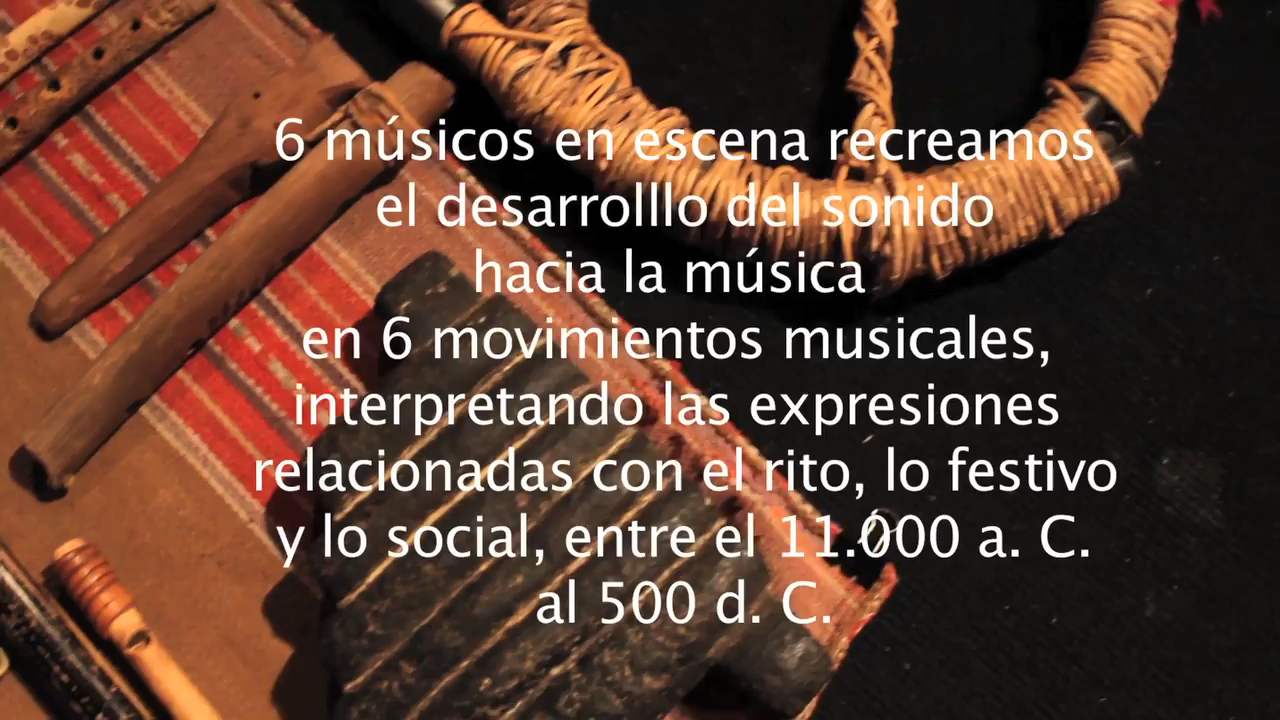 6 músicos en escena recreamos
el desarrolllo del sonido
hacia la música
en 6 movimientos musicales,
interpretando las expresiones
relacionadas con el rito, lo festivo
y lo social, entre el 11.000 a. C.
al 500 d. C.